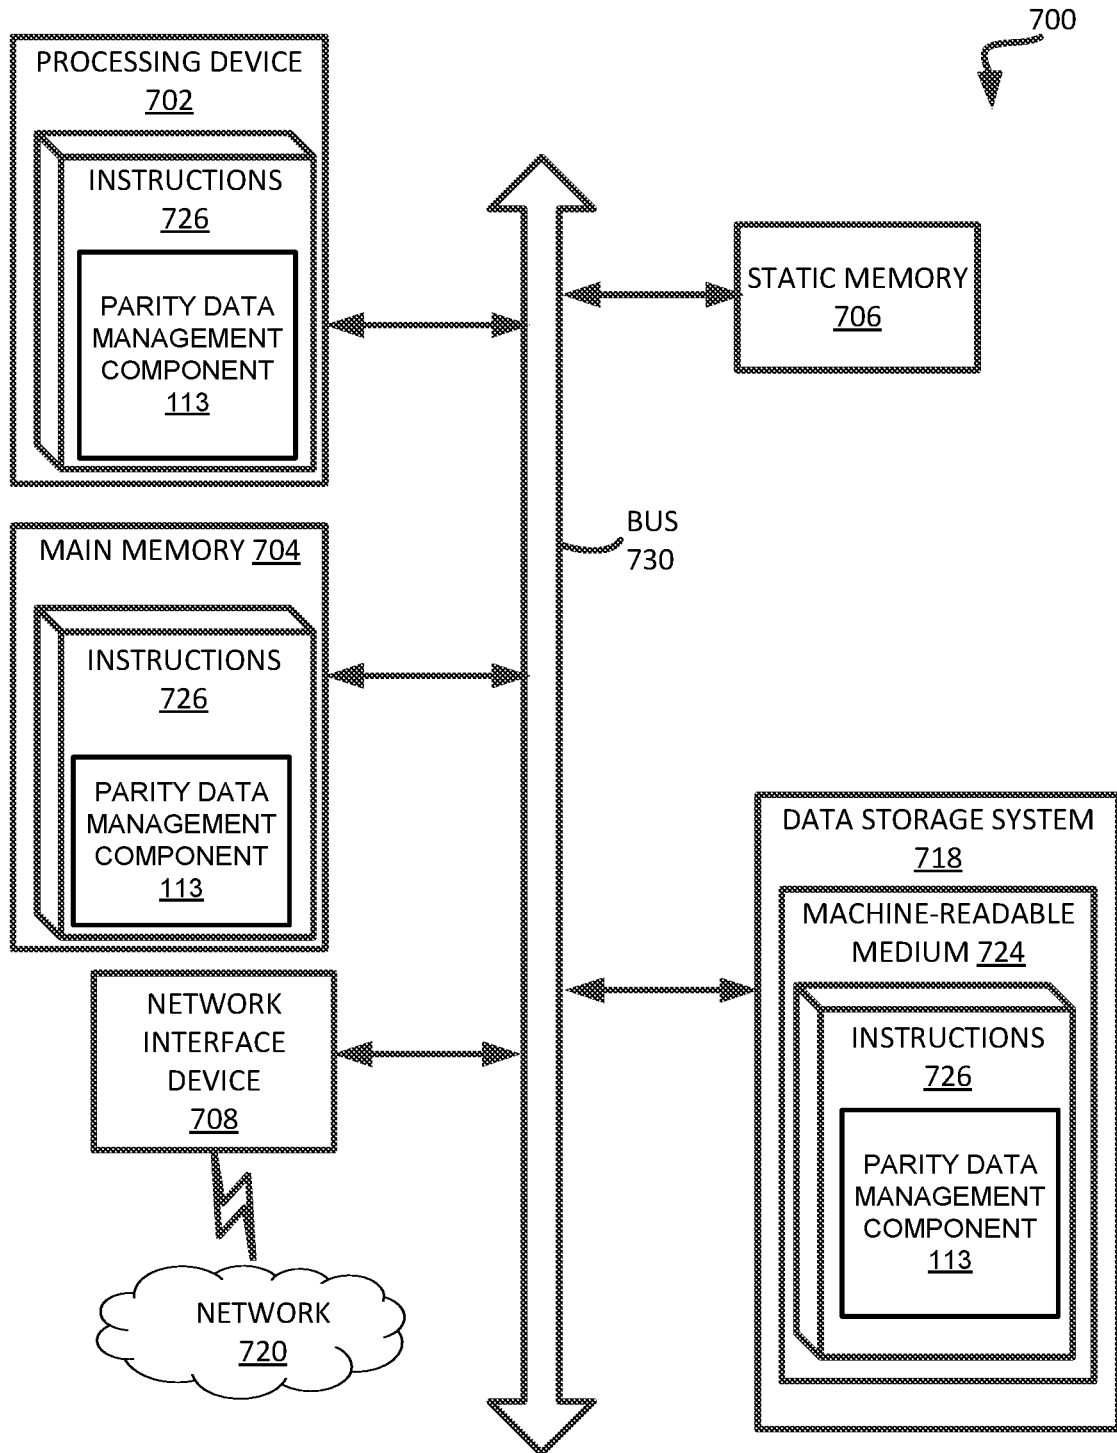 700
PROCESSING DEVICE
702
INSTRUCTIONS
726
PARITY DATA
MANAGEMENT
COMPONENT
113
STATIC MEMORY
706
BUS
730
MAIN MEMORY 704
INSTRUCTIONS
726
PARITY DATA
MANAGEMENT
COMPONENT
113
DATA STORAGE SYSTEM
718
MACHINE-READABLE
MEDIUM 724
INSTRUCTIONS
726
PARITY DATA
MANAGEMENT
COMPONENT
113
NETWORK
INTERFACE
DEVICE
708
NETWORK
720